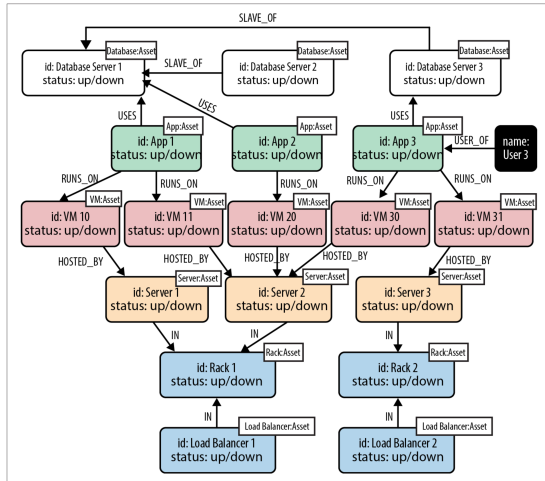 SLAVE_OF
Database:Asset
Database:Asset
Database:Asset
id: Database Server 1
status: up/down
SLAVE_OF
id: Database Server 2
status: up/down
id: Database Server 3
status: up/down
USES
USES
USES
App:Asset
App:Asset
App:Asset
id: App 1
status: up/down
id: App 2
status: up/down
id: App 3
status: up/down
USER_OF
name:
User 3
RUNS_ON
RUNS_ON
RUNS_ON
RUNS_ON
RUNS_ON
VM:Asset
VM:Asset
VM:Asset
VM:Asset
VM:Asset
id: VM 10
status: up/down
id: VM 11
status: up/down
id: VM 20
status: up/down
id: VM 30
status: up/down
id: VM 31
status: up/down
HOSTED_BY
HOSTED_BY
HOSTED_BY
HOSTED_BY
Server:Asset
Server:Asset
Server:Asset
id: Server 1
status: up/down
id: Server 2
status: up/down
id: Server 3
status: up/down
IN
IN
IN
Rack:Asset
Rack:Asset
id: Rack 1
status: up/down
id: Rack 2
status: up/down
IN
IN
Load Balancer:Asset
Load Balancer:Asset
id: Load Balancer 1
status: up/down
id: Load Balancer 2
status: up/down